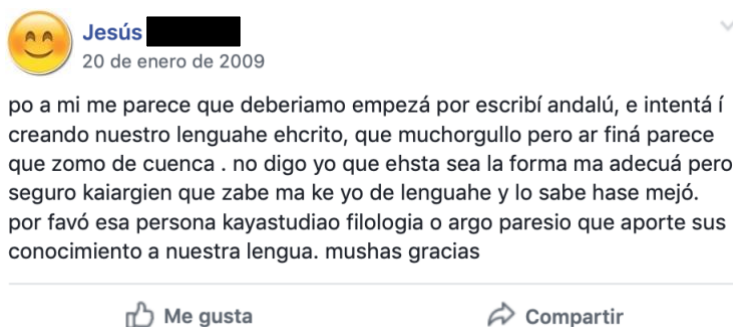 Jesús
20 de enero de 2009
po a mi me parece que deberiamo empezá por escribí andalú, e intentá í
creando nuestro lenguahe ehcrito, que muchorgullo pero ar finá parece
que zomo de cuenca . no digo yo que ehsta sea la forma ma adecuá pero
seguro kaiargien que zabe ma ke yo de lenguahe y lo sabe hase mejó.
por favó esa persona kayastudiao filologia o argo paresio que aporte sus
conocimiento a nuestra lengua. mushas gracias
Me gusta Compartir